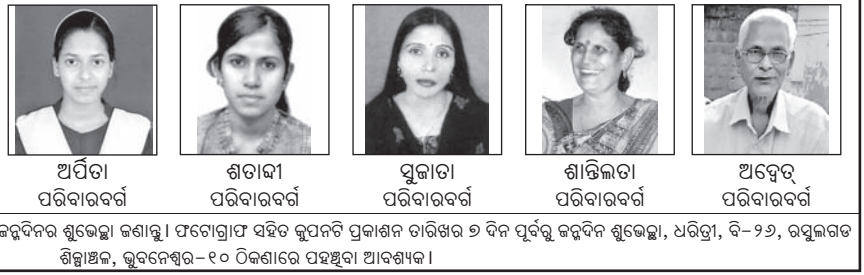 ଅର୍ପିତା ଶତାବ୍ଦୀ ସୁଜାତା ଶାନ୍ତିଲତା ଅଦ୍ୱେତ୍
ପରିବାରବର୍ଗ ପରିବାରବର୍ଗ ପରିବାରବର୍ଗ ପରିବାରବର୍ଗ ପରିବାରବର୍ଗ
ଜନ୍ମଦିନର ଶୁଭେଚ୍ଛା ଜଣାନ୍ତୁ। ଫଟୋଗ୍ରାଫ ସହିତ କୁପନଟି ପ୍ରକାଶନ ତାରିଖର ୭ ଦିନ ପୂର୍ବରୁ ଜନ୍ମଦିନ ଶୁଭେଚ୍ଛା, ଧରିତ୍ରୀ, ବି-୨୬, ରସୁଲଗଡ
ଶିଳ୍ପାଞ୍ଚଳ, ଭୁବନେଶ୍ୱର-୧୦ ଠିକଣାରେ ପହଞ୍ଚିବା ଆବଶ୍ୟକ।